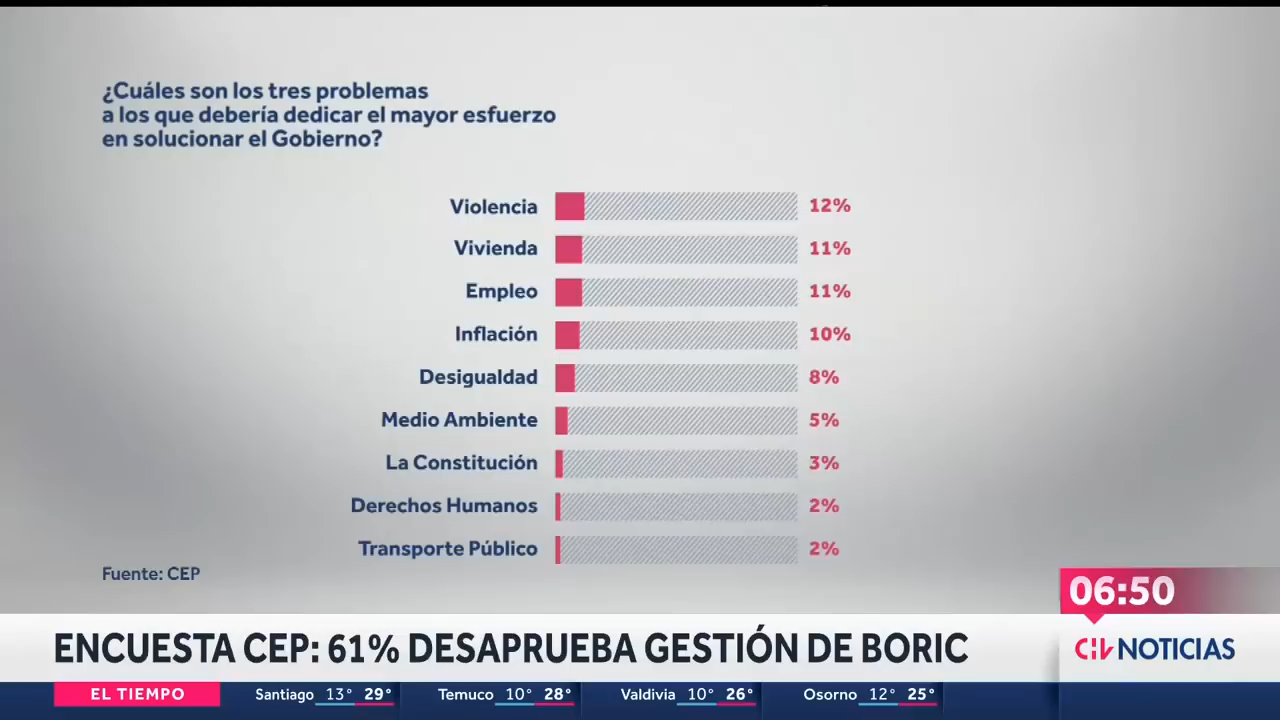 ¿Cuáles son los tres problemas
a los que debería dedicar el mayor esfuerzo
en solucionar el Gobierno?
Violencia 12%
Vivienda 11%
Empleo 11%
Inflación 10%
Desigualdad 8%
Medio Ambiente 5%
La Constitución 3%
Derechos Humanos 2%
Transporte Público 2%
Fuente: CEP
06:50
ENCUESTA CEP: 61% DESAPRUEBA GESTIÓN DE BORIC
CHV NOTICIAS
EL TIEMPO Santiago 13° 29° Temuco 10° 28° Valdivia 10° 26° Osorno 12° 25°